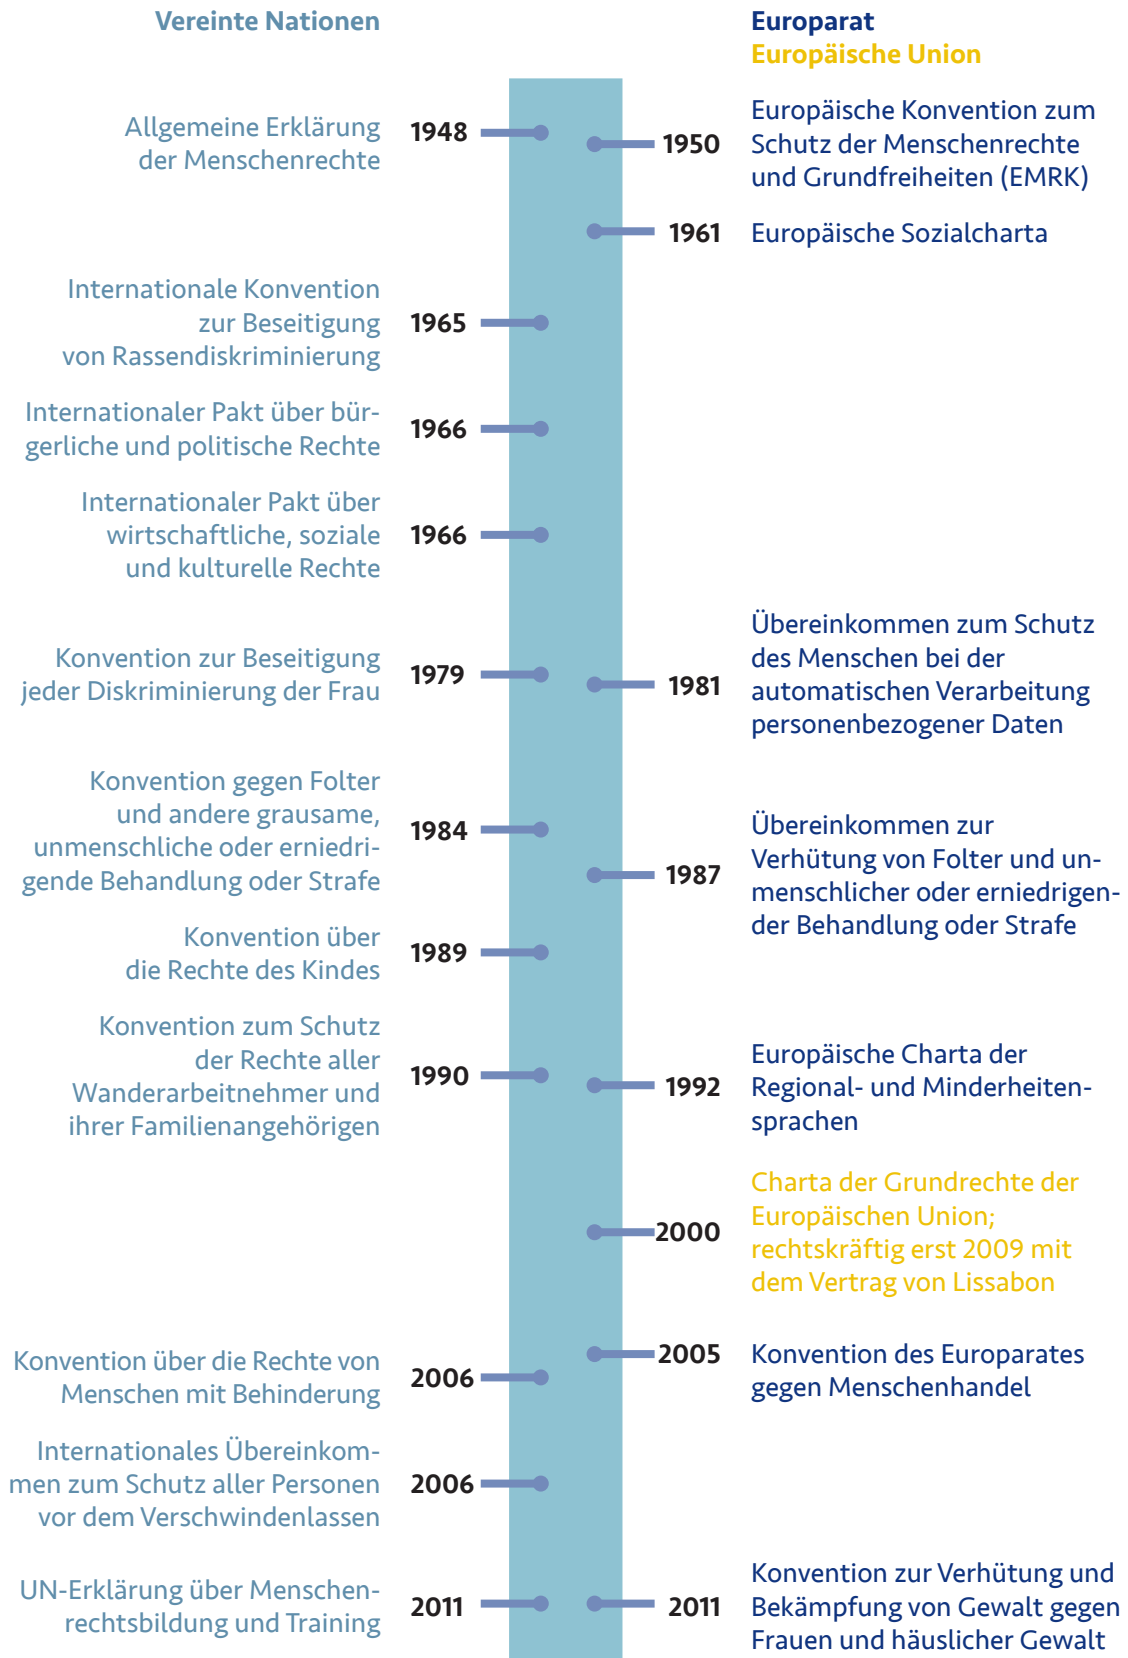 Vereinte Nationen
Europarat
Europäische Union
Allgemeine Erklärung
der Menschenrechte
1948
1950
Europäische Konvention zum
Schutz der Menschenrechte
und Grundfreiheiten (EMRK)
1961
Europäische Sozialcharta
Internationale Konvention
zur Beseitigung
von Rassendiskriminierung
1965
Internationaler Pakt über bür-
gerliche und politische Rechte
1966
Internationaler Pakt über
wirtschaftliche, soziale
und kulturelle Rechte
1966
Konvention zur Beseitigung
jeder Diskriminierung der Frau
1979
1981
Übereinkommen zum Schutz
des Menschen bei der
automatischen Verarbeitung
personenbezogener Daten
Konvention gegen Folter
und andere grausame,
unmenschliche oder erniedri-
gende Behandlung oder Strafe
1984
1987
Übereinkommen zur
Verhütung von Folter und un-
menschlicher oder erniedrigen-
der Behandlung oder Strafe
Konvention über
die Rechte des Kindes
1989
Konvention zum Schutz
der Rechte aller
Wanderarbeitnehmer und
ihrer Familienangehörigen
1990
1992
Europäische Charta der
Regional- und Minderheiten-
sprachen
2000
Charta der Grundrechte der
Europäischen Union;
rechtskräftig erst 2009 mit
dem Vertrag von Lissabon
2005
Konvention des Europarates
gegen Menschenhandel
Konvention über die Rechte von
Menschen mit Behinderung
2006
Internationales Übereinkom-
men zum Schutz aller Personen
vor dem Verschwindenlassen
2006
UN-Erklärung über Menschen-
rechtsbildung und Training
2011
2011
Konvention zur Verhütung und
Bekämpfung von Gewalt gegen
Frauen und häuslicher Gewalt